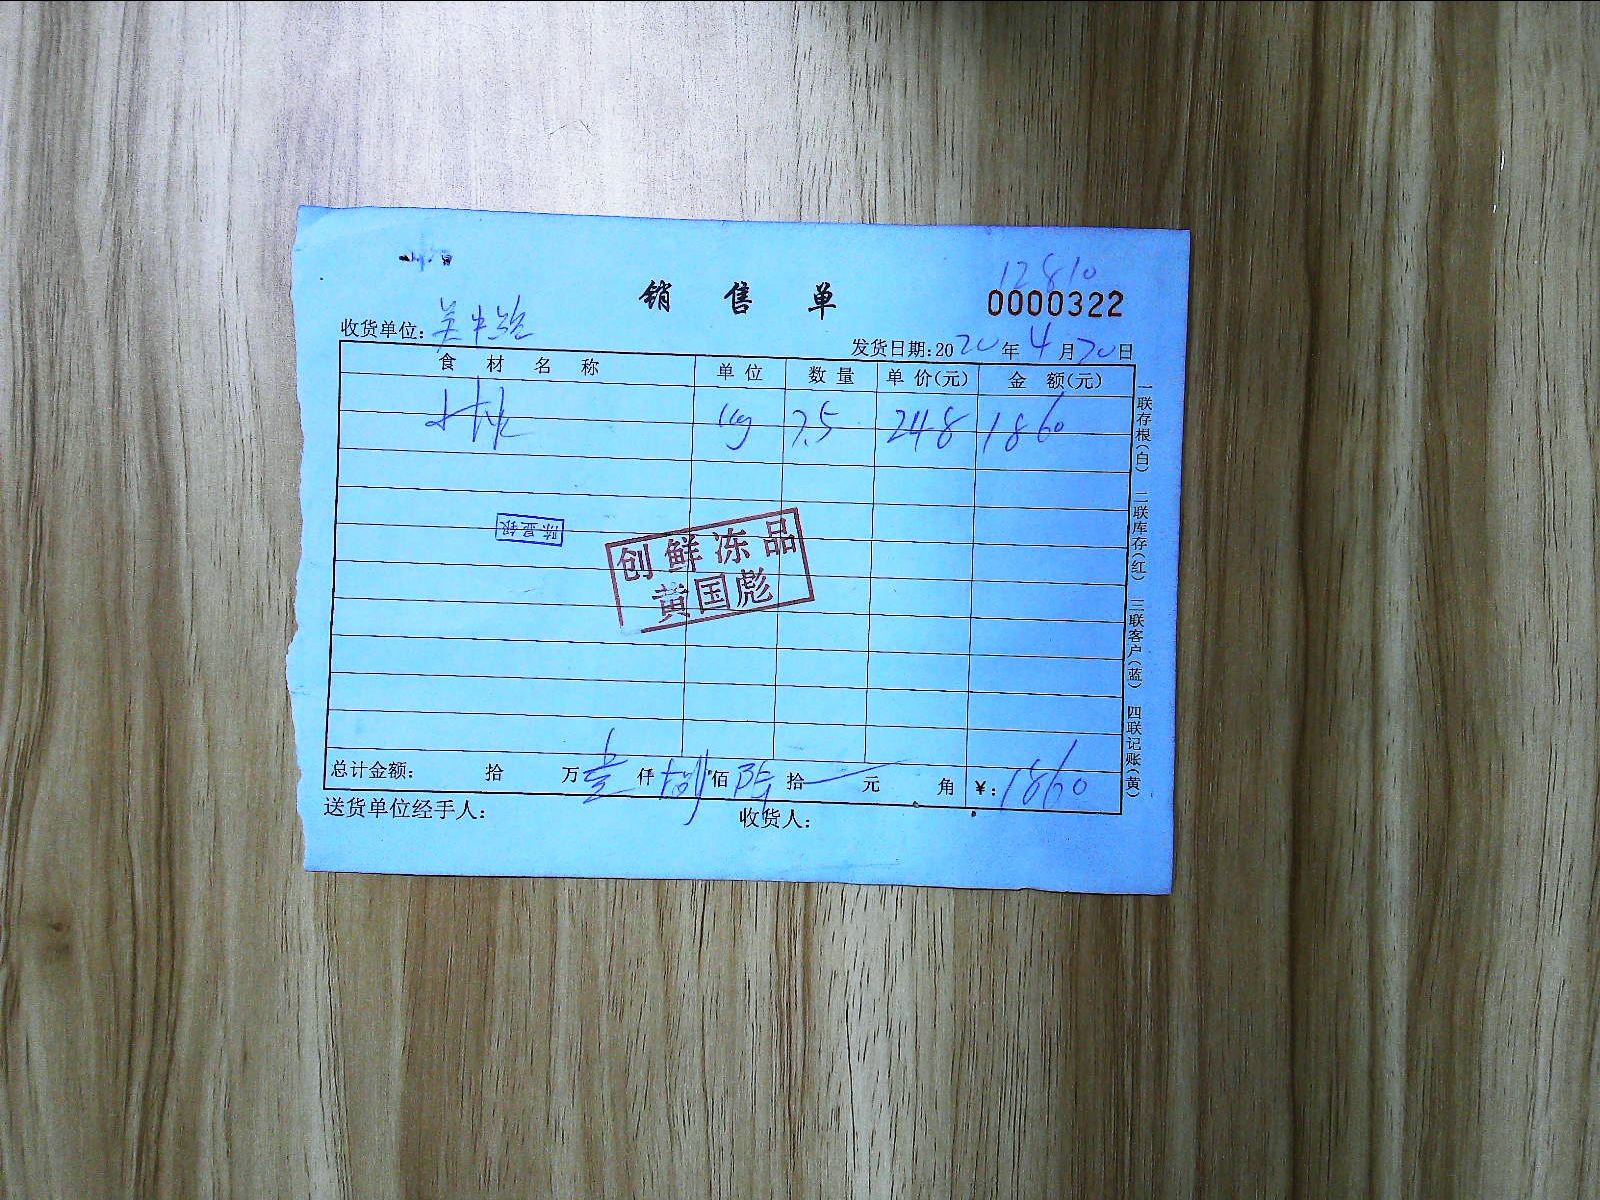 12810
销售单
0000322
收货单位:
发货日期:2020年4月20日
食材名称 单位 数量 单价(元) 金额(元)
kg 7.5 248 1860
创鲜冻品
黄国彪
总计金额: 拾 万 壹 仟 捌 佰 陆 拾 元 角 ¥:1860
送货单位经手人: 收货人:
一联存根(白) 二联库存(红) 三联客户(蓝) 四联记账(黄)